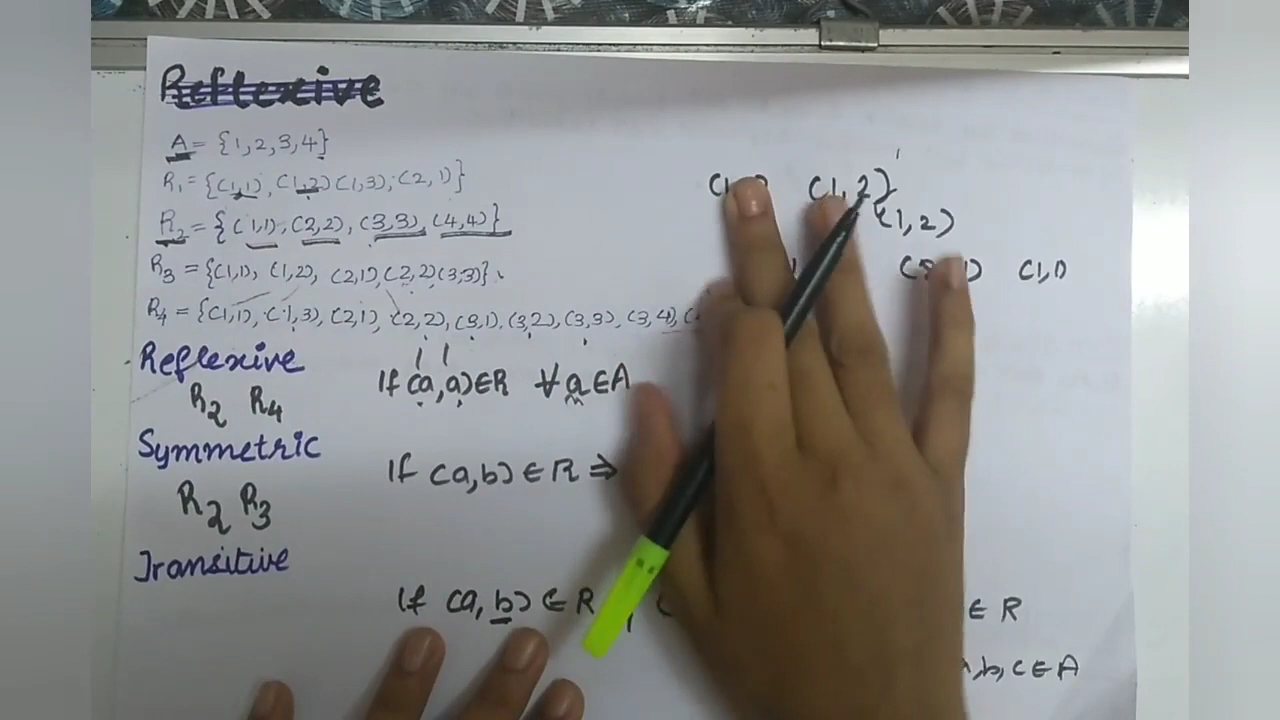 Reflexive
A = {1,2,3,4}
R1 = {(1,1), (1,2) (1,3), (2,1)}
R2 = {(1,1), (2,2), (3,3), (4,4)}
R3 = {(1,1), (1,2), (2,1) (2,2) (3,3)}
R4 = {(1,1), (1,3), (2,1), (2,2), (3,1), (3,2), (3,3), (3,4), (
(1,2)}
(1,2)
(1,1)
Reflexive
R2 R4
If (a,a)∈R ∀ a∈A
Symmetric
R2 R3
If (a,b) ∈ R ⇒
Transitive
If (a,b) ∈ R, (
∈ R
b,c ∈ A